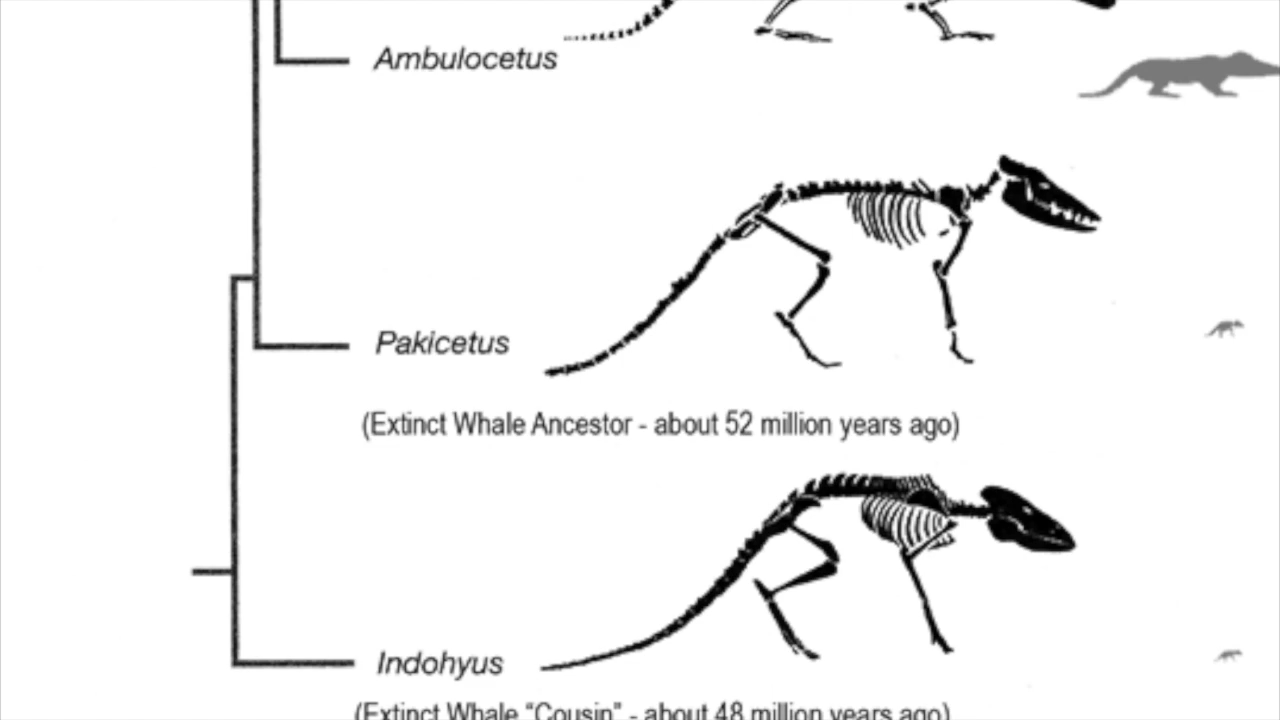 Ambulocetus
Pakicetus
(Extinct Whale Ancestor - about 52 million years ago)
Indohyus
(Extinct Whale “Cousin” - about 48 million years ago)